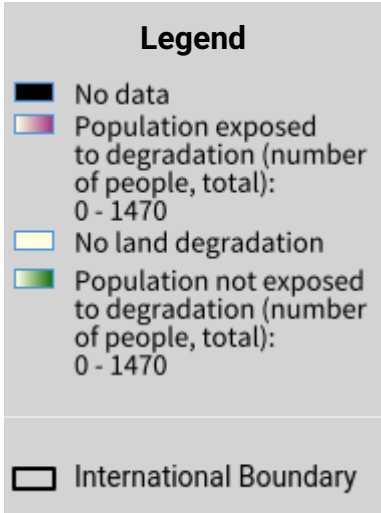 Legend
No data
Population exposed
to degradation (number
of people, total):
0 - 1470
No land degradation
Population not exposed
to degradation (number
of people, total):
0 - 1470
International Boundary